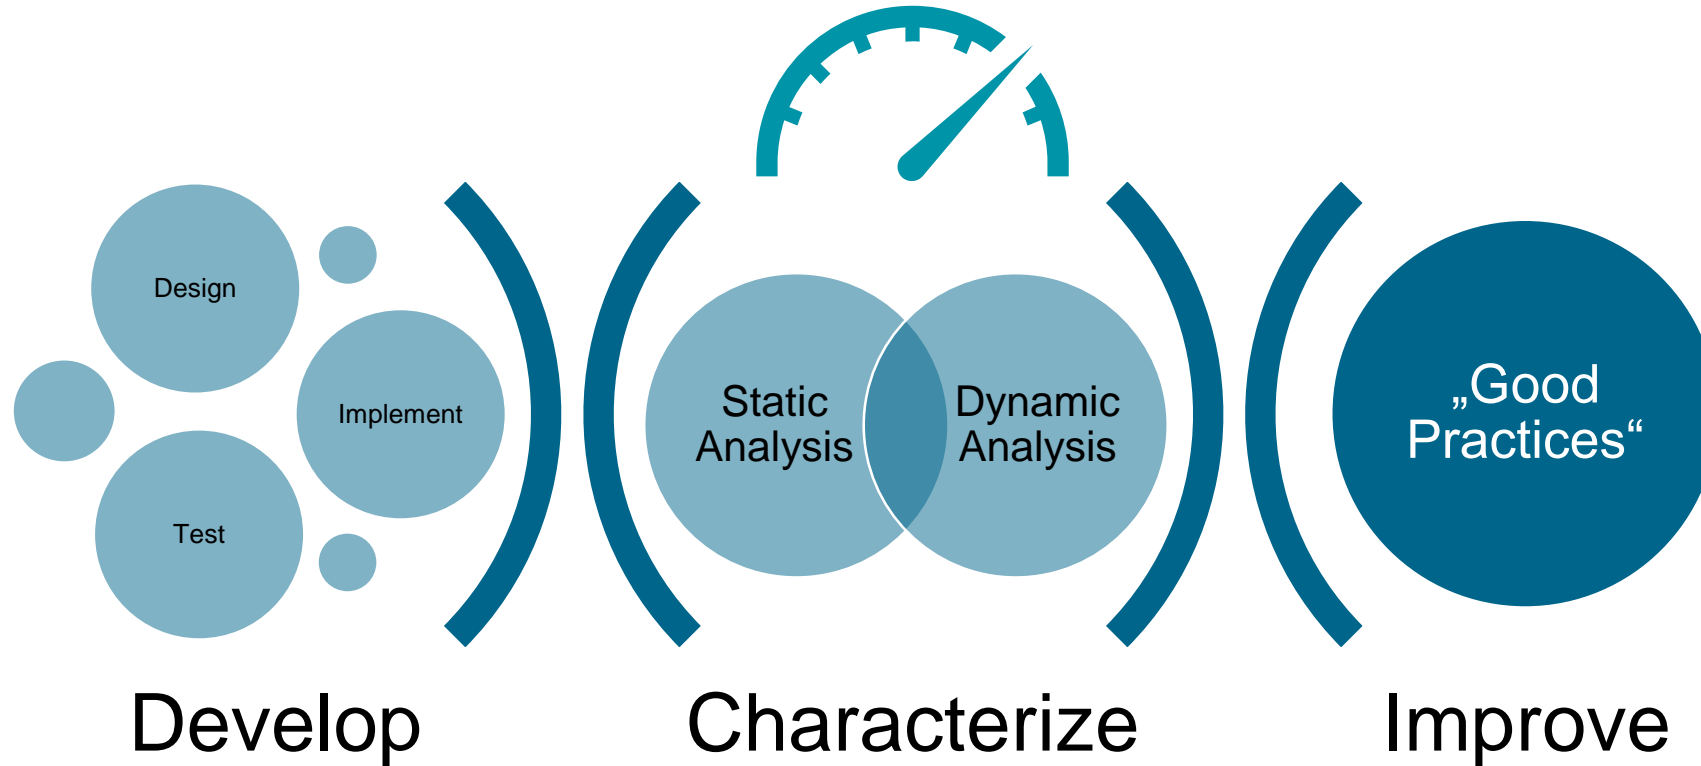 Design
Implement
Test
Static
Analysis
Dynamic
Analysis
„Good
Practices“
Develop
Characterize
Improve